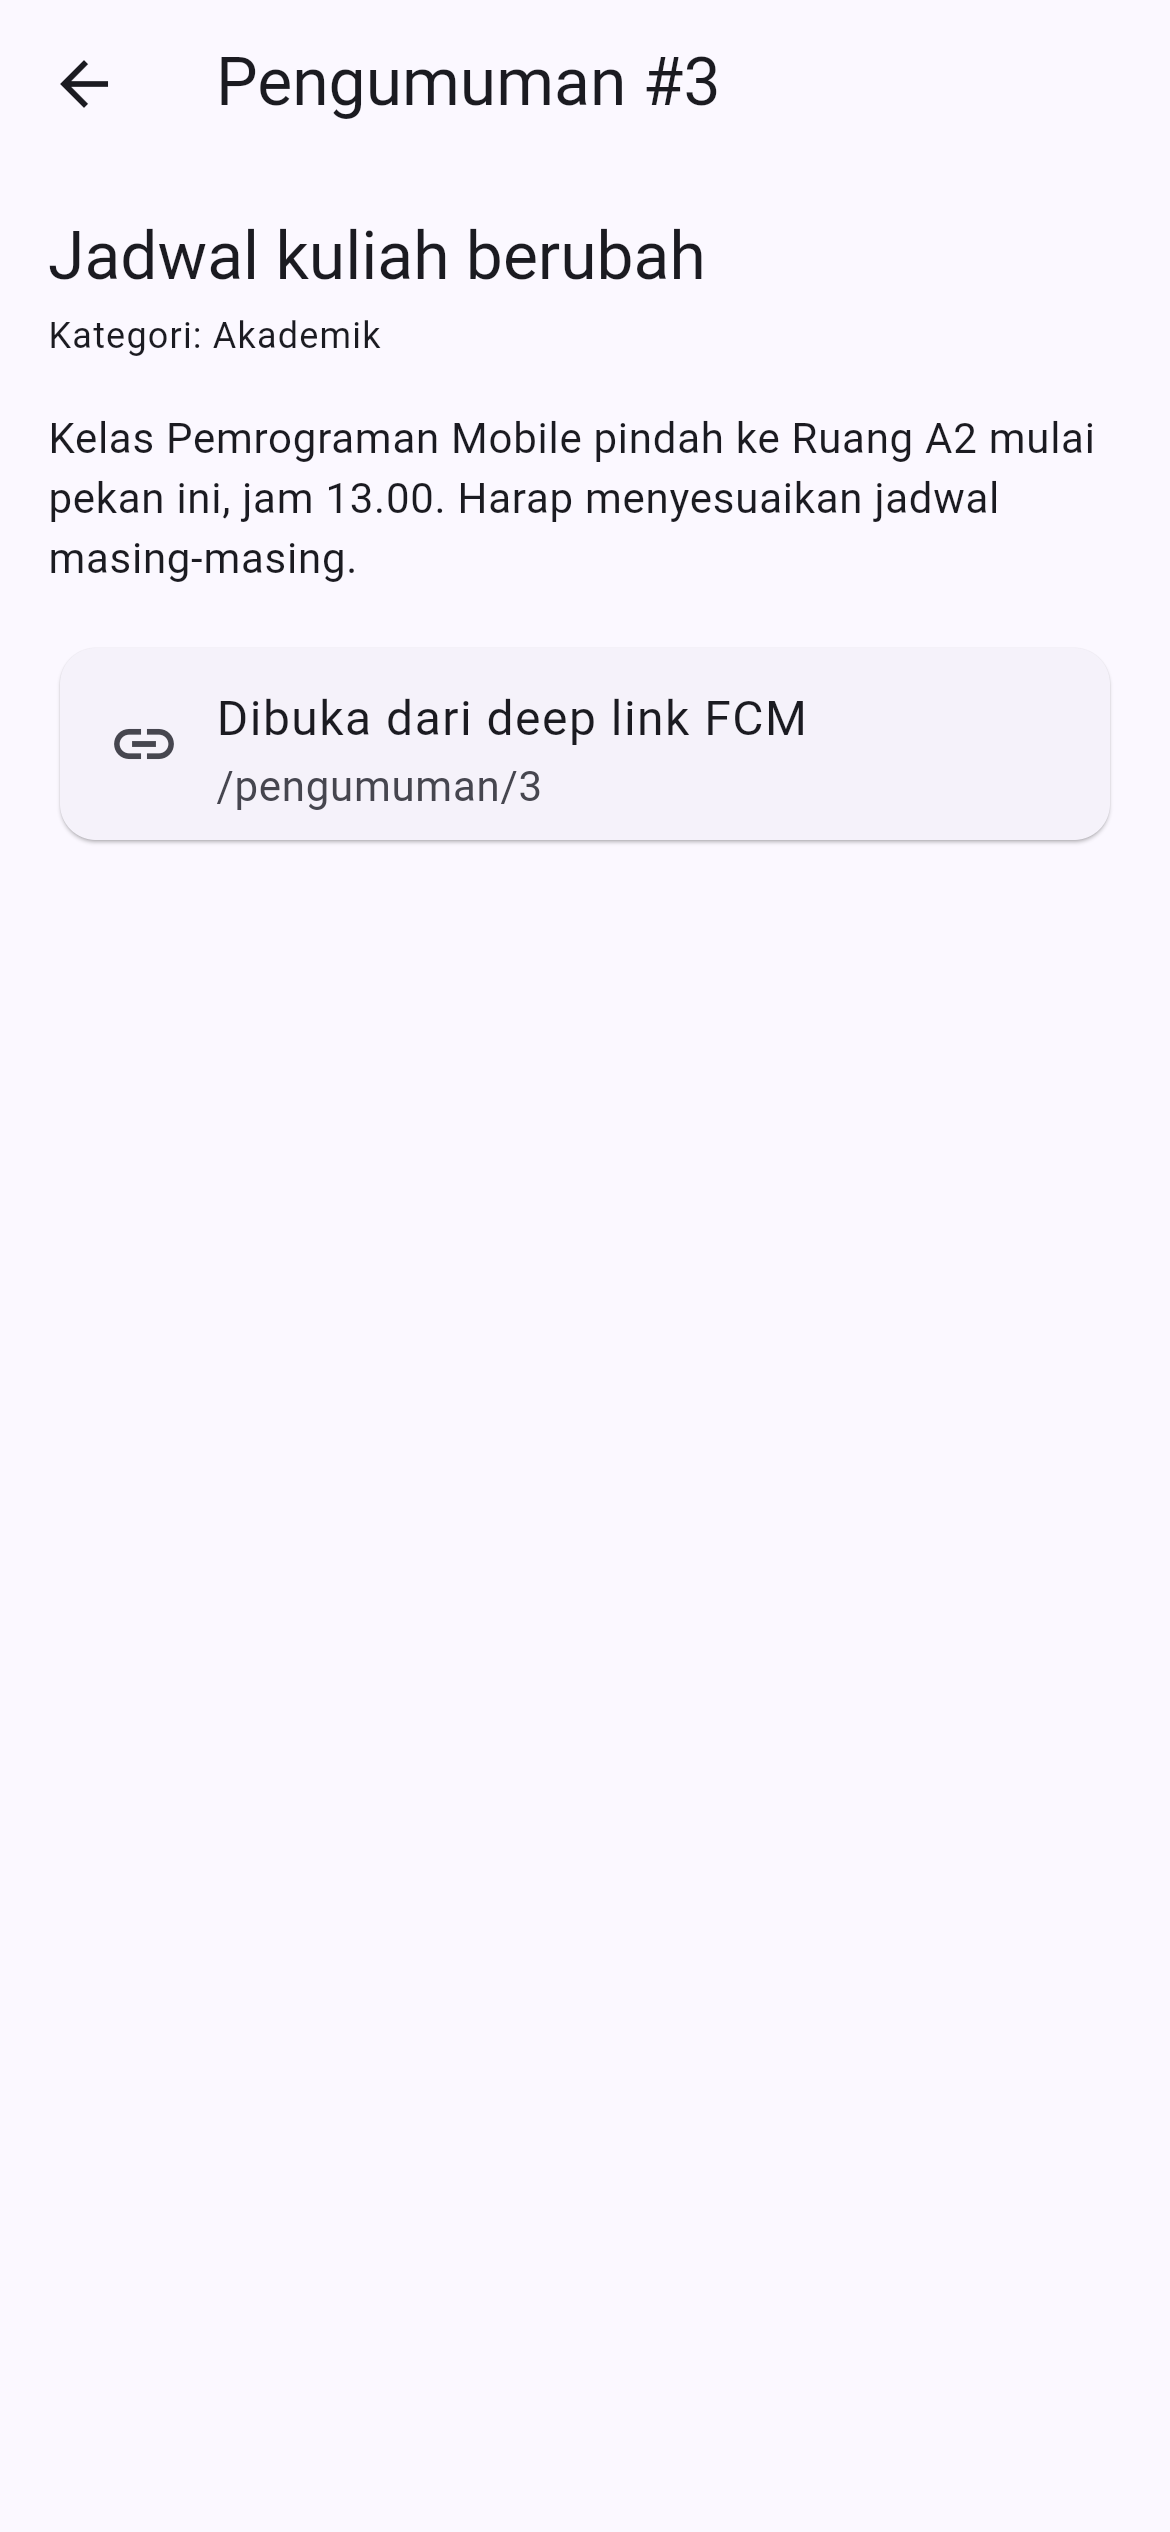 Pengumuman #3
Jadwal kuliah berubah
Kategori: Akademik
Kelas Pemrograman Mobile pindah ke Ruang A2 mulai
pekan ini, jam 13.00. Harap menyesuaikan jadwal
masing-masing.
Dibuka dari deep link FCM
/pengumuman/3